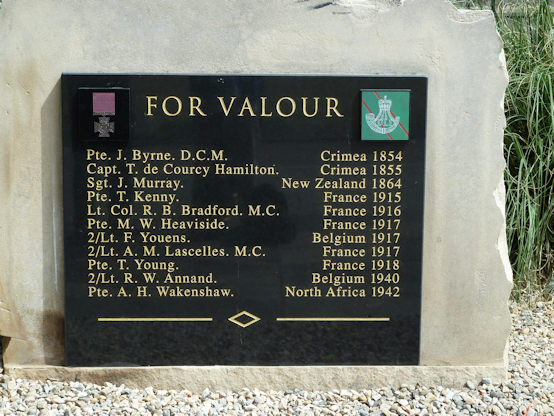 FOR VALOUR
Pte. J. Byrne. D.C.M. Crimea 1854
Capt. T. de Courcy Hamilton. Crimea 1855
Sgt. J. Murray. New Zealand 1864
Pte. T. Kenny. France 1915
Lt. Col. R. B. Bradford. M.C. France 1916
Pte. M. W. Heaviside. France 1917
2/Lt. F. Youens. Belgium 1917
2/Lt. A. M. Lascelles. M.C. France 1917
Pte. T. Young. France 1918
2/Lt. R. W. Annand. Belgium 1940
Pte. A. H. Wakenshaw. North Africa 1942